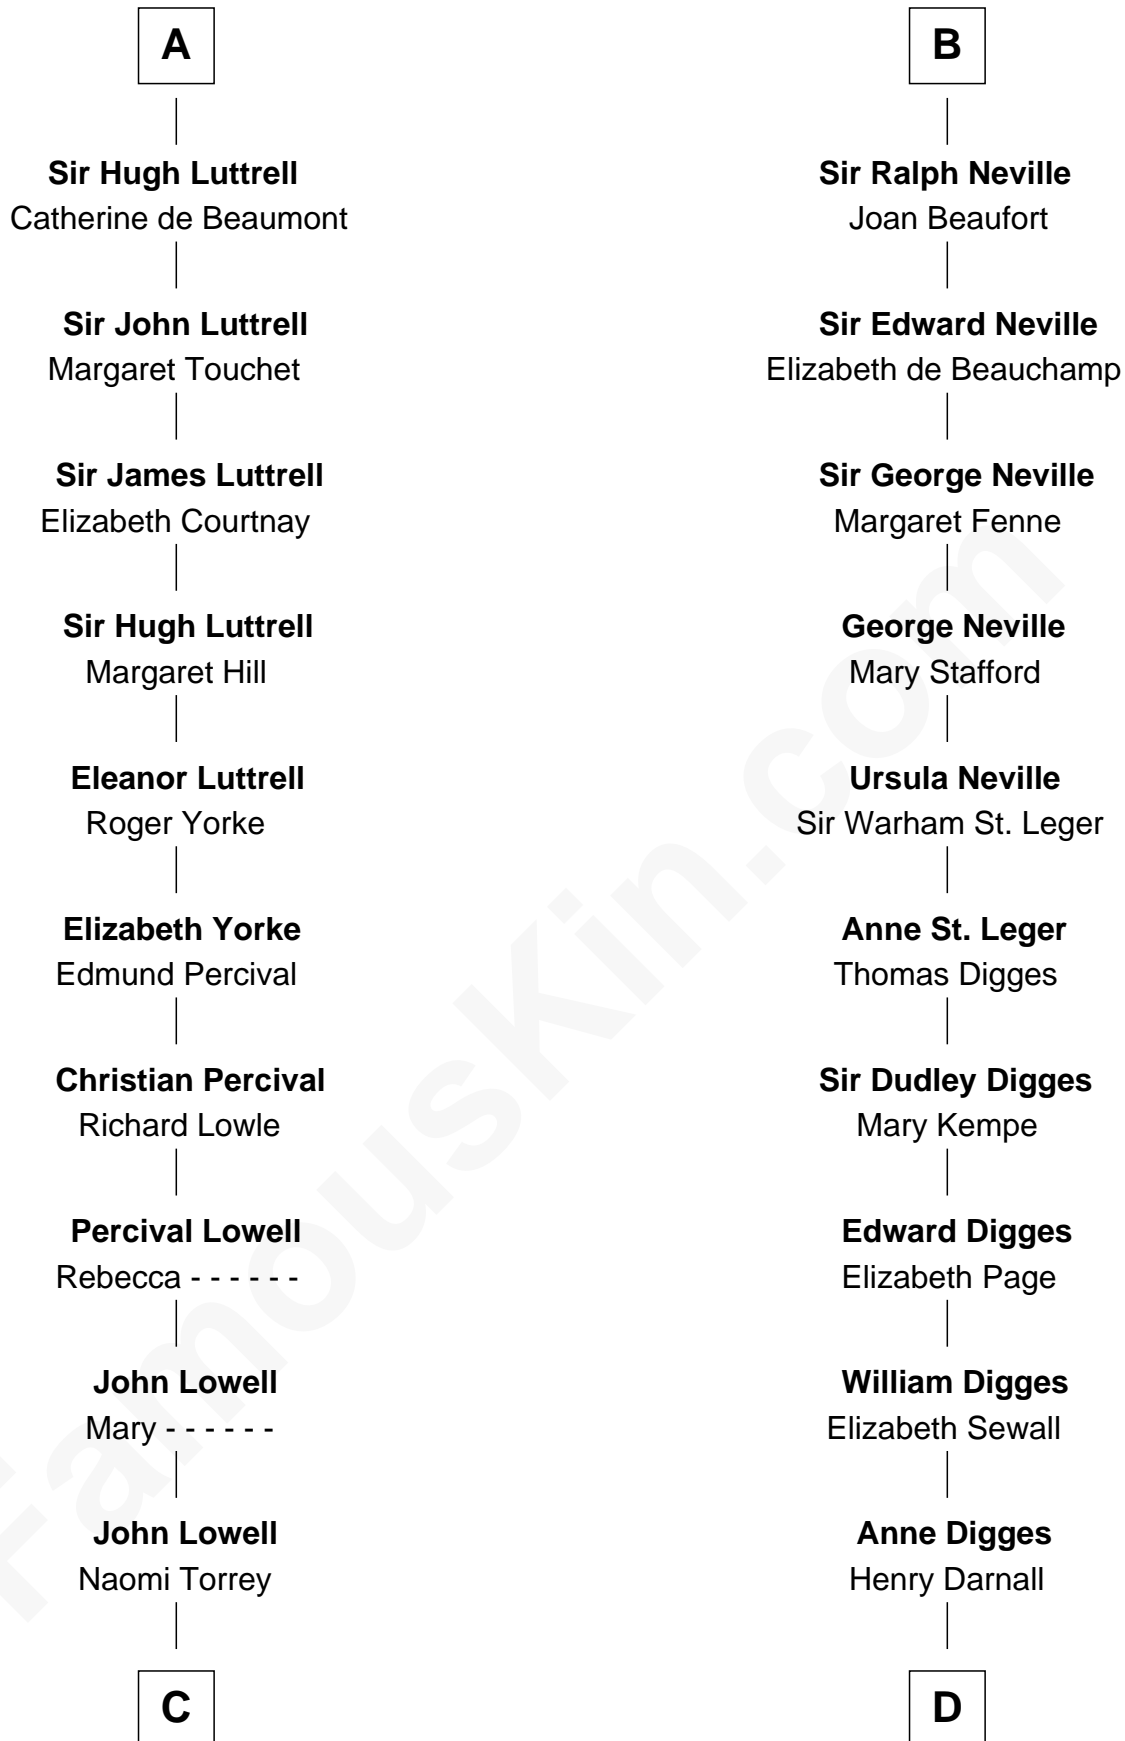 A
Sir Hugh Luttrell
Catherine de Beaumont
Sir John Luttrell
Margaret Touchet
Sir James Luttrell
Elizabeth Courtnay
Sir Hugh Luttrell
Margaret Hill
Eleanor Luttrell
Roger Yorke
Elizabeth Yorke
Edmund Percival
Christian Percival
Richard Lowle
Percival Lowell
Rebecca - - - - - -
John Lowell
Mary - - - - - -
John Lowell
Naomi Torrey
C
B
Sir Ralph Neville
Joan Beaufort
Sir Edward Neville
Elizabeth de Beauchamp
Sir George Neville
Margaret Fenne
George Neville
Mary Stafford
Ursula Neville
Sir Warham St. Leger
Anne St. Leger
Thomas Digges
Sir Dudley Digges
Mary Kempe
Edward Digges
Elizabeth Page
William Digges
Elizabeth Sewall
Anne Digges
Henry Darnall
D
FamousKin.com